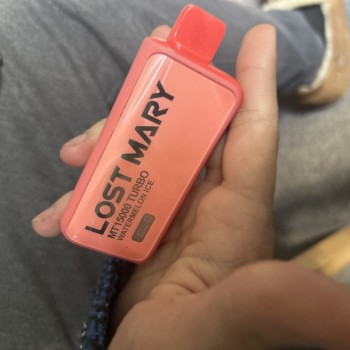 LOST MARY
MT15000 TURBO
WATERMELON ICE